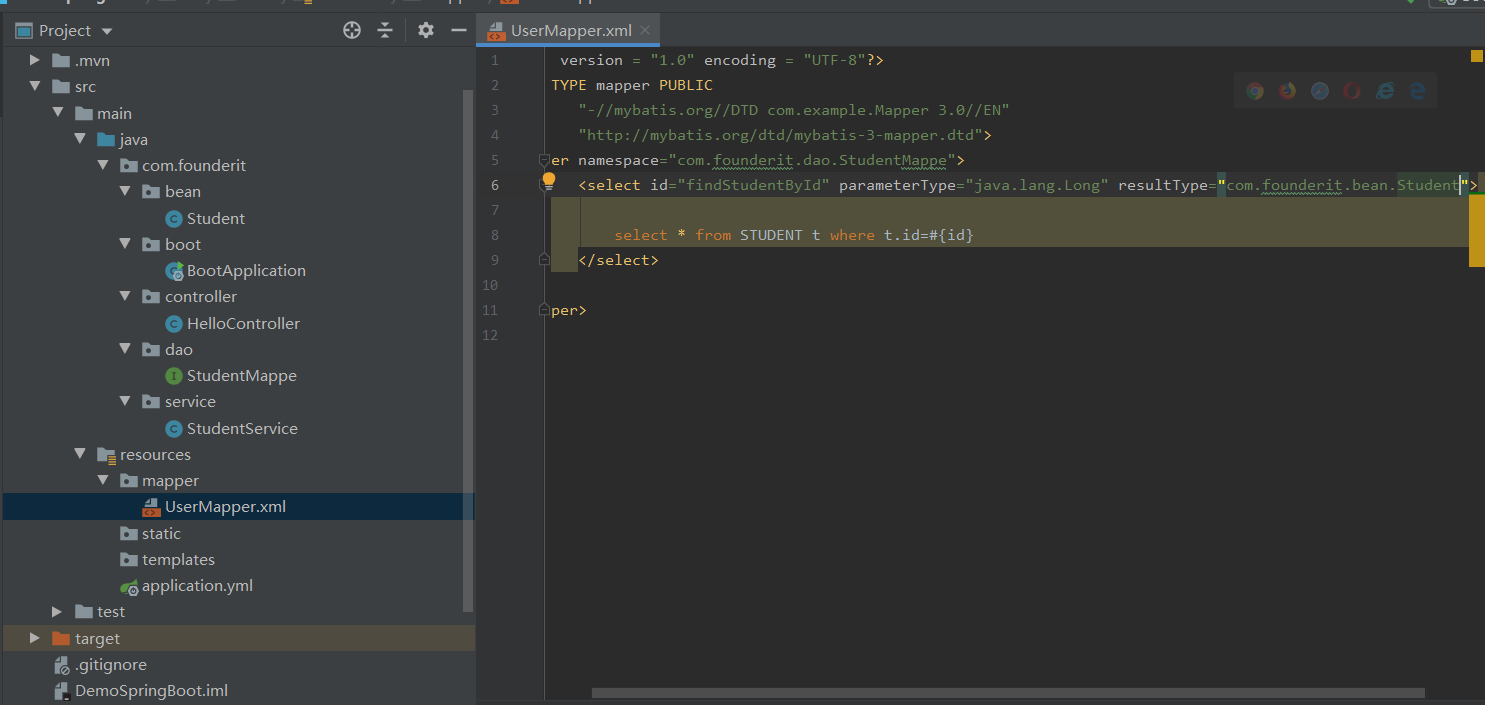 Project
.mvn
src
main
java
com.founderit
bean
Student
boot
BootApplication
controller
HelloController
dao
StudentMappe
service
StudentService
resources
mapper
UserMapper.xml
static
templates
application.yml
test
target
.gitignore
DemoSpringBoot.iml
UserMapper.xml
1 version = "1.0" encoding = "UTF-8"?>
2 TYPE mapper PUBLIC
3 "-//mybatis.org//DTD com.example.Mapper 3.0//EN"
4 "http://mybatis.org/dtd/mybatis-3-mapper.dtd">
5 er namespace="com.founderit.dao.StudentMappe">
6 <select id="findStudentById" parameterType="java.lang.Long" resultType="com.founderit.bean.Student">
7
8 select * from STUDENT t where t.id=#{id}
9 </select>
10
11 per>
12